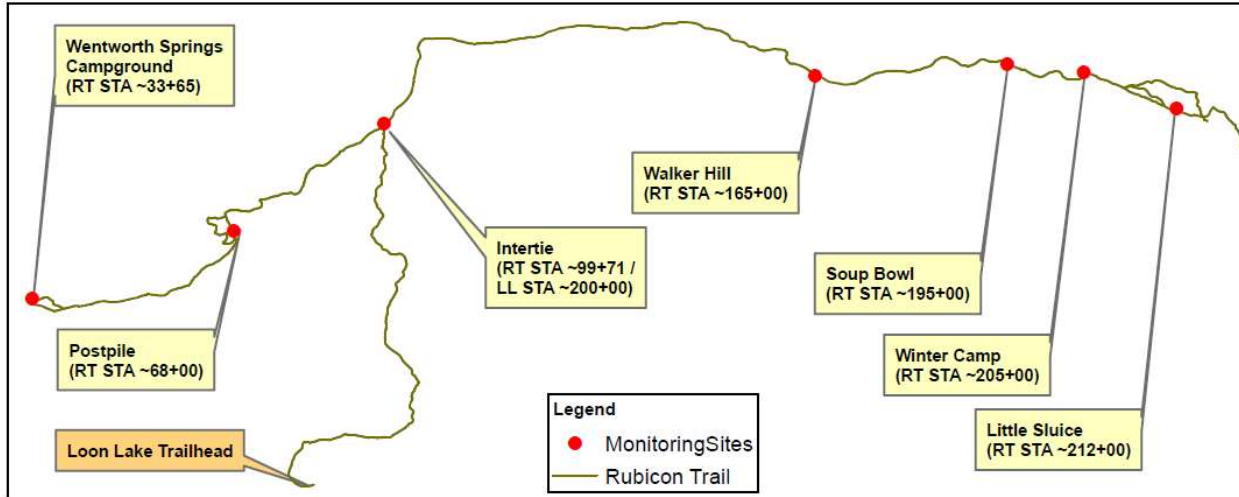 Wentworth Springs
Campground
(RT STA ~33+65)
Walker Hill
(RT STA ~165+00)
Intertie
(RT STA ~99+71 /
LL STA ~200+00)
Soup Bowl
(RT STA ~195+00)
Postpile
(RT STA ~68+00)
Winter Camp
(RT STA ~205+00)
Little Sluice
(RT STA ~212+00)
Loon Lake Trailhead
Legend
MonitoringSites
Rubicon Trail